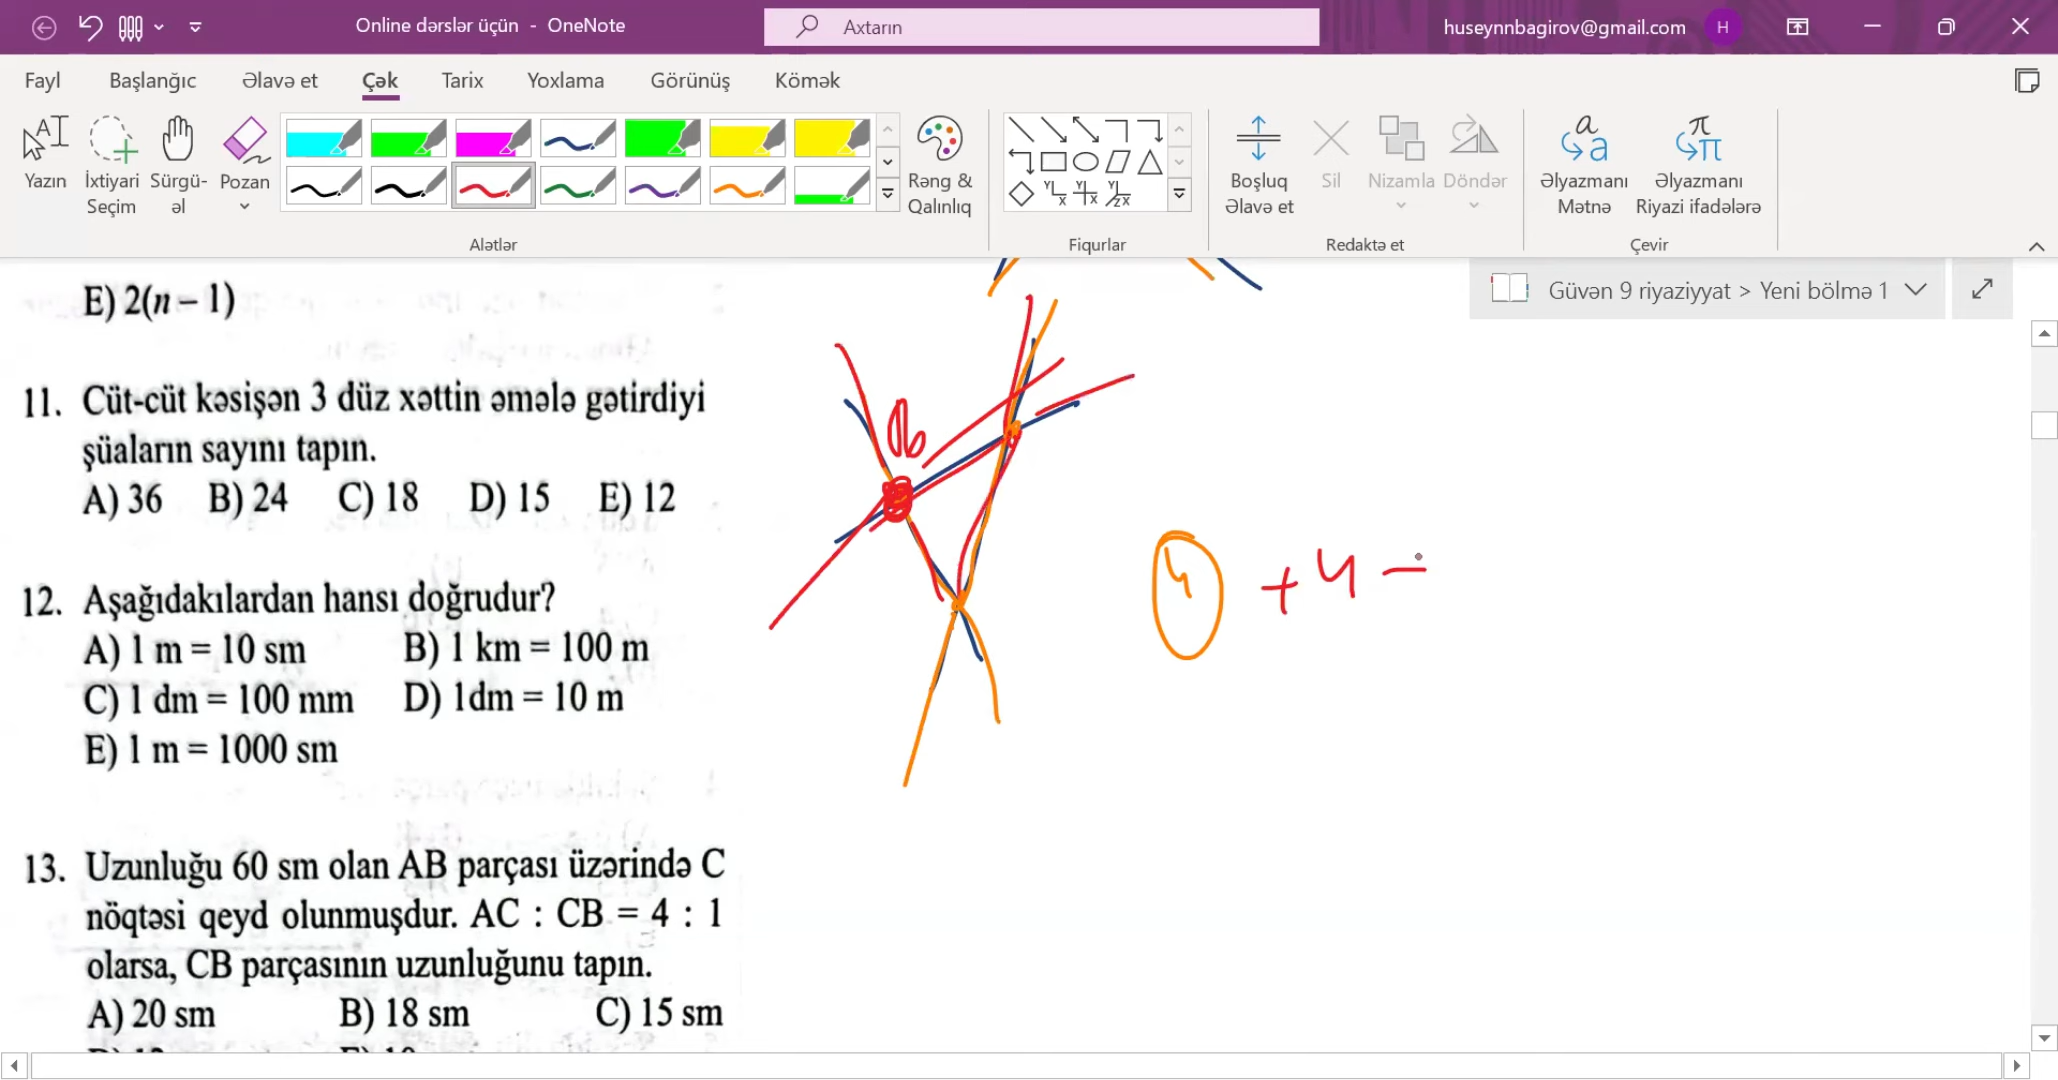 Online dərslər üçün - OneNote
Axtarın
huseynnbagirov@gmail.com
H
Fayl Başlanğıc Əlavə et Çək Tarix Yoxlama Görünüş Kömək
Yazın
İxtiyari Seçim
Sürgü-əl
Pozan
Rəng & Qalınlıq
Boşluq Əlavə et
Sil
Nizamla
Döndər
Əlyazmanı Mətnə
Əlyazmanı Riyazi ifadələrə
Alətlər
Fiqurlar
Redaktə et
Çevir
Güvən 9 riyaziyyat > Yeni bölmə 1
E) 2(n – 1)
11. Cüt-cüt kəsişən 3 düz xəttin əmələ gətirdiyi
şüaların sayını tapın.
A) 36 B) 24 C) 18 D) 15 E) 12
4 + 4 =
12. Aşağıdakılardan hansı doğrudur?
A) 1 m = 10 sm B) 1 km = 100 m
C) 1 dm = 100 mm D) 1dm = 10 m
E) 1 m = 1000 sm
13. Uzunluğu 60 sm olan AB parçası üzərində C
nöqtəsi qeyd olunmuşdur. AC : CB = 4 : 1
olarsa, CB parçasının uzunluğunu tapın.
A) 20 sm B) 18 sm C) 15 sm